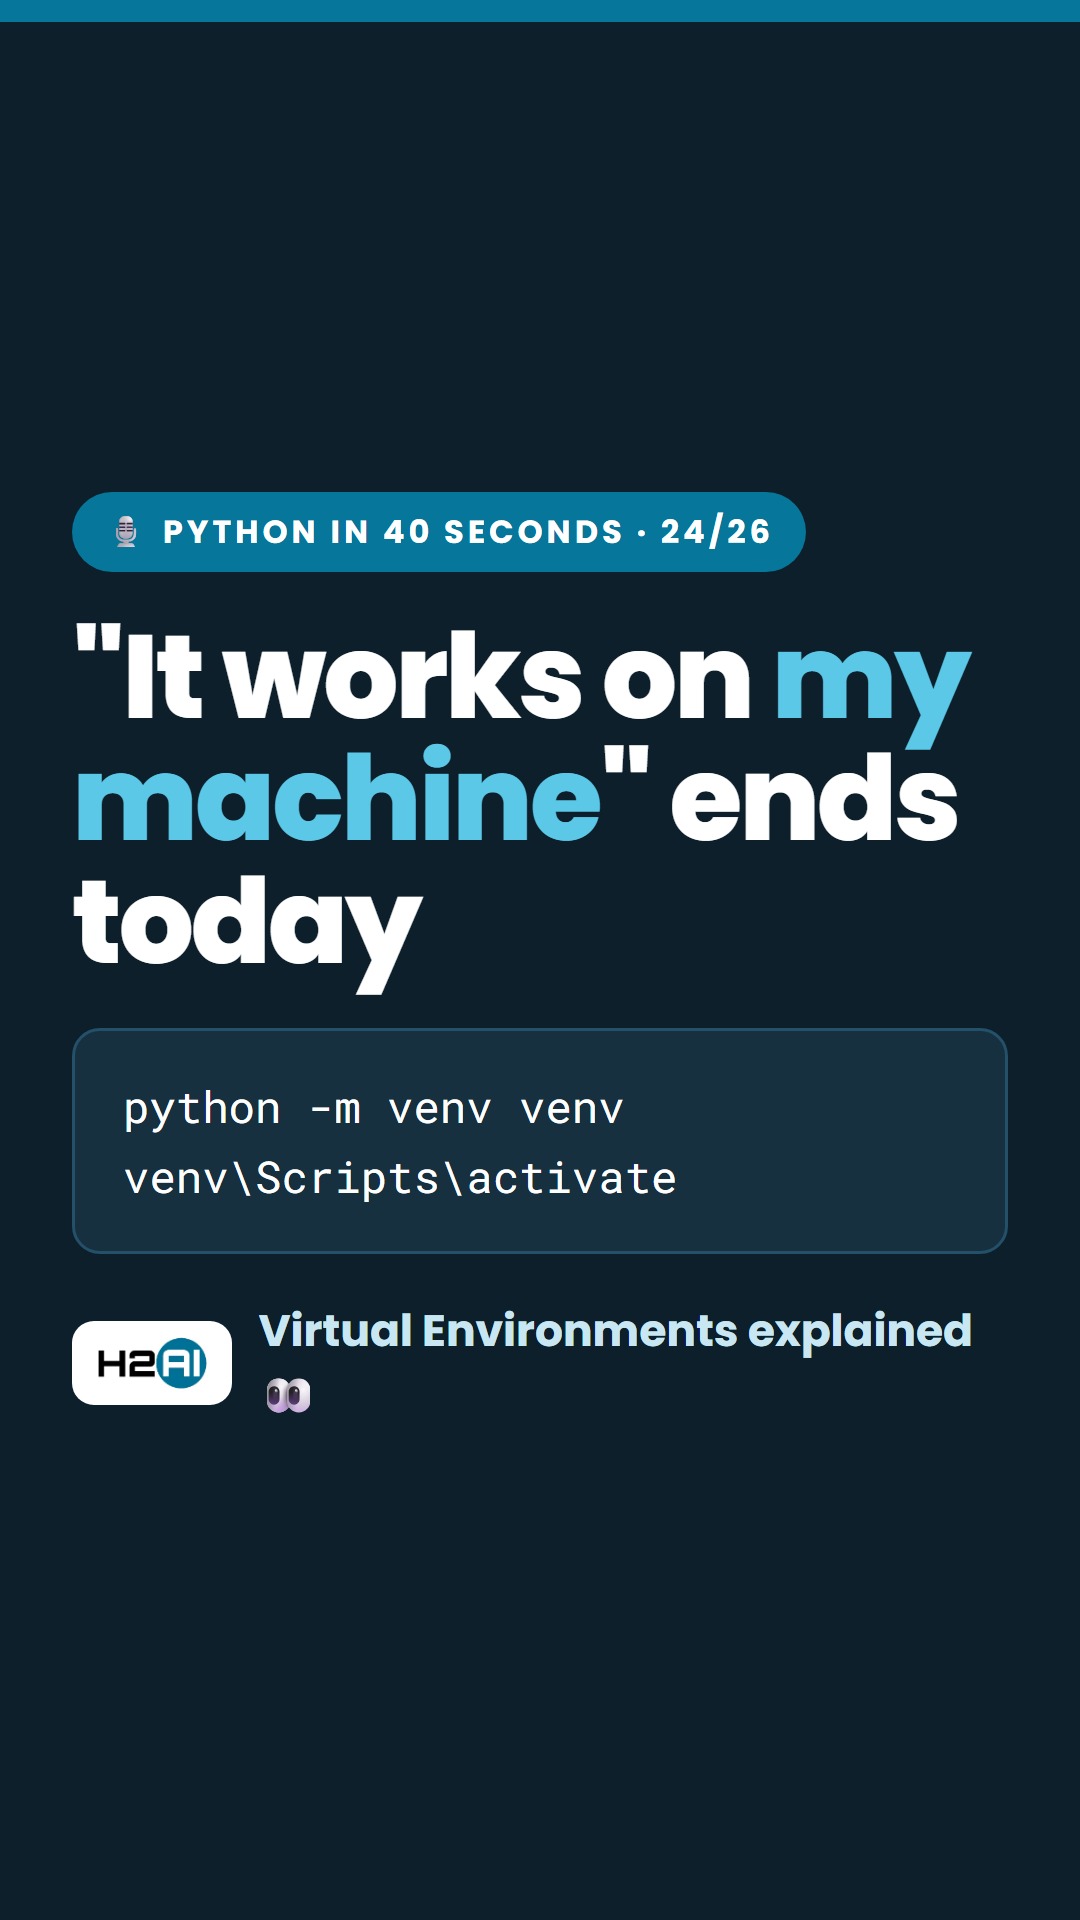 🎙️ PYTHON IN 40 SECONDS · 24/26
"It works on my
machine" ends
today
python -m venv venv
venv\Scripts\activate
H2AI
Virtual Environments explained
👀